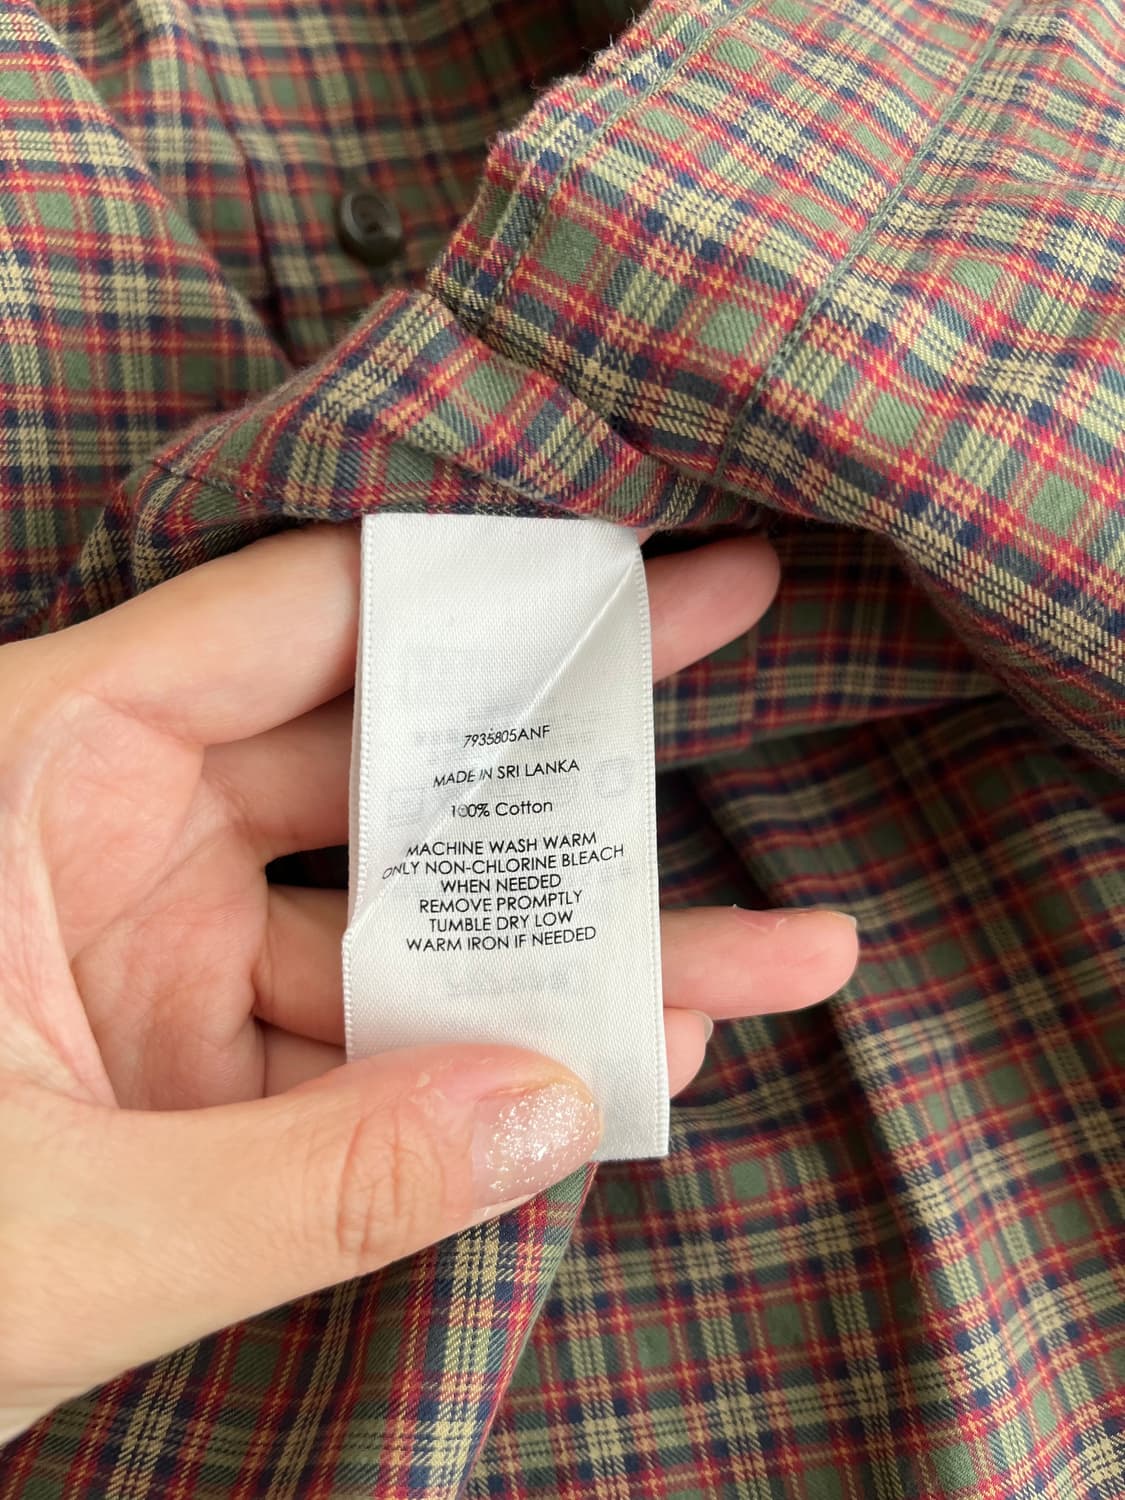 7935805ANF
MADE IN SRI LANKA
100% Cotton
MACHINE WASH WARM
ONLY NON-CHLORINE BLEACH
WHEN NEEDED
REMOVE PROMPTLY
TUMBLE DRY LOW
WARM IRON IF NEEDED